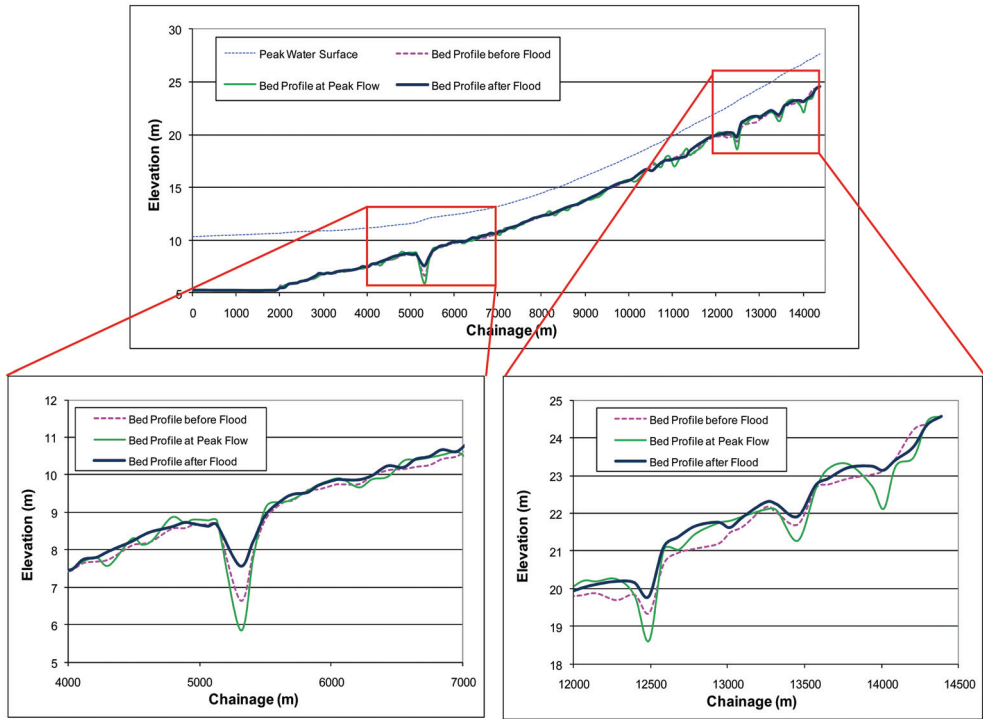 30
25
20
15
10
5
Elevation (m)
Peak Water Surface
Bed Profile before Flood
Bed Profile at Peak Flow
Bed Profile after Flood
0 1000 2000 3000 4000 5000 6000 7000 8000 9000 10000 11000 12000 13000 14000
Chainage (m)
12
11
10
9
8
7
6
5
Elevation (m)
Bed Profile before Flood
Bed Profile at Peak Flow
Bed Profile after Flood
4000 5000 6000 7000
Chainage (m)
26
25
24
23
22
21
20
19
18
Elevation (m)
Bed Profile before Flood
Bed Profile at Peak Flow
Bed Profile after Flood
12000 12500 13000 13500 14000 14500
Chainage (m)